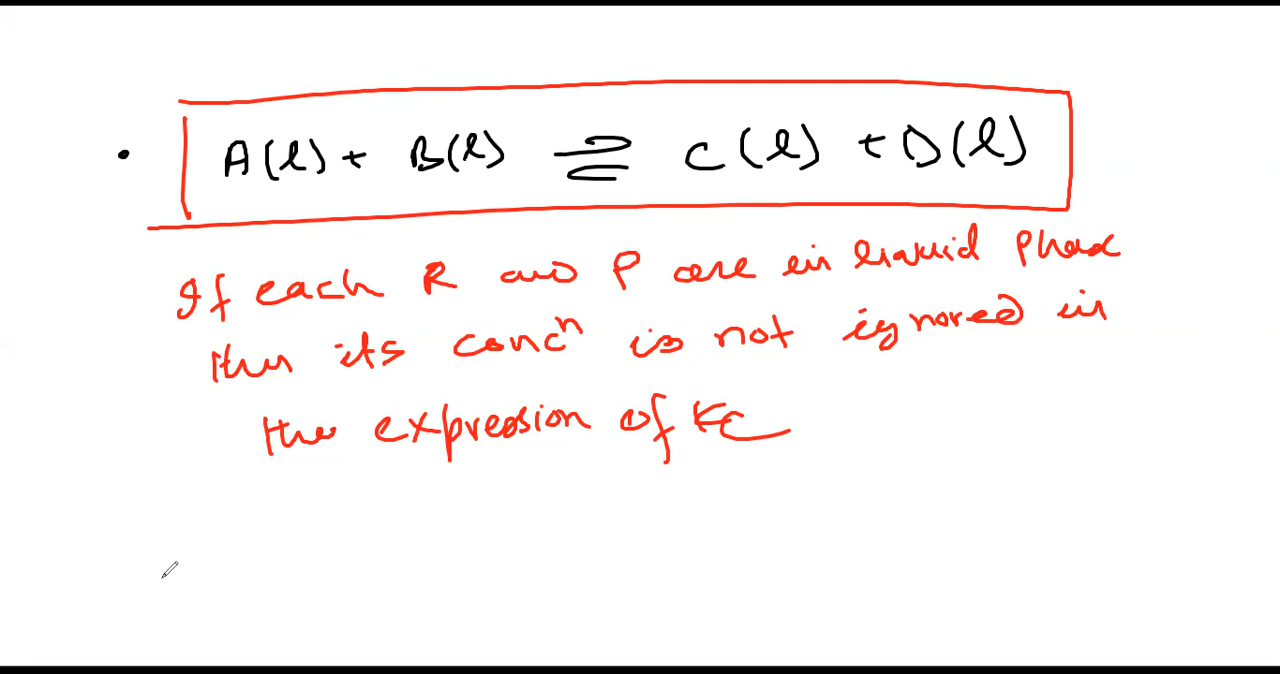 • A(l) + B(l) ⇌ C(l) + D(l)
If each R and P are in liquid phase
then its concⁿ is not ignored in
the expression of Kc